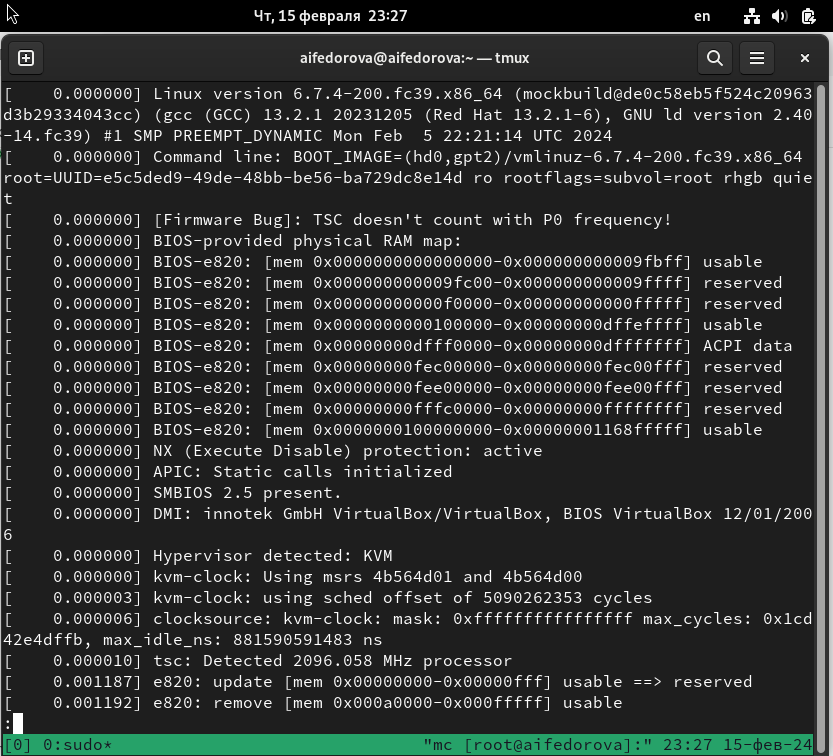 Чт, 15 февраля 23:27
en
aifedorova@aifedorova:~ — tmux
[    0.000000] Linux version 6.7.4-200.fc39.x86_64 (mockbuild@de0c58eb5f524c20963
d3b29334043cc) (gcc (GCC) 13.2.1 20231205 (Red Hat 13.2.1-6), GNU ld version 2.40
-14.fc39) #1 SMP PREEMPT_DYNAMIC Mon Feb  5 22:21:14 UTC 2024
[    0.000000] Command line: BOOT_IMAGE=(hd0,gpt2)/vmlinuz-6.7.4-200.fc39.x86_64
root=UUID=e5c5ded9-49de-48bb-be56-ba729dc8e14d ro rootflags=subvol=root rhgb quie
t
[    0.000000] [Firmware Bug]: TSC doesn't count with P0 frequency!
[    0.000000] BIOS-provided physical RAM map:
[    0.000000] BIOS-e820: [mem 0x0000000000000000-0x000000000009fbff] usable
[    0.000000] BIOS-e820: [mem 0x000000000009fc00-0x000000000009ffff] reserved
[    0.000000] BIOS-e820: [mem 0x00000000000f0000-0x00000000000fffff] reserved
[    0.000000] BIOS-e820: [mem 0x0000000000100000-0x00000000dffeffff] usable
[    0.000000] BIOS-e820: [mem 0x00000000dfff0000-0x00000000dfffffff] ACPI data
[    0.000000] BIOS-e820: [mem 0x00000000fec00000-0x00000000fec00fff] reserved
[    0.000000] BIOS-e820: [mem 0x00000000fee00000-0x00000000fee00fff] reserved
[    0.000000] BIOS-e820: [mem 0x00000000fffc0000-0x00000000ffffffff] reserved
[    0.000000] BIOS-e820: [mem 0x0000000100000000-0x00000001168fffff] usable
[    0.000000] NX (Execute Disable) protection: active
[    0.000000] APIC: Static calls initialized
[    0.000000] SMBIOS 2.5 present.
[    0.000000] DMI: innotek GmbH VirtualBox/VirtualBox, BIOS VirtualBox 12/01/200
6
[    0.000000] Hypervisor detected: KVM
[    0.000000] kvm-clock: Using msrs 4b564d01 and 4b564d00
[    0.000003] kvm-clock: using sched offset of 5090262353 cycles
[    0.000006] clocksource: kvm-clock: mask: 0xffffffffffffffff max_cycles: 0x1cd
42e4dffb, max_idle_ns: 881590591483 ns
[    0.000010] tsc: Detected 2096.058 MHz processor
[    0.001187] e820: update [mem 0x00000000-0x00000fff] usable ==> reserved
[    0.001192] e820: remove [mem 0x000a0000-0x000fffff] usable
:
[0] 0:sudo* "mc [root@aifedorova]:" 23:27 15-фев-24